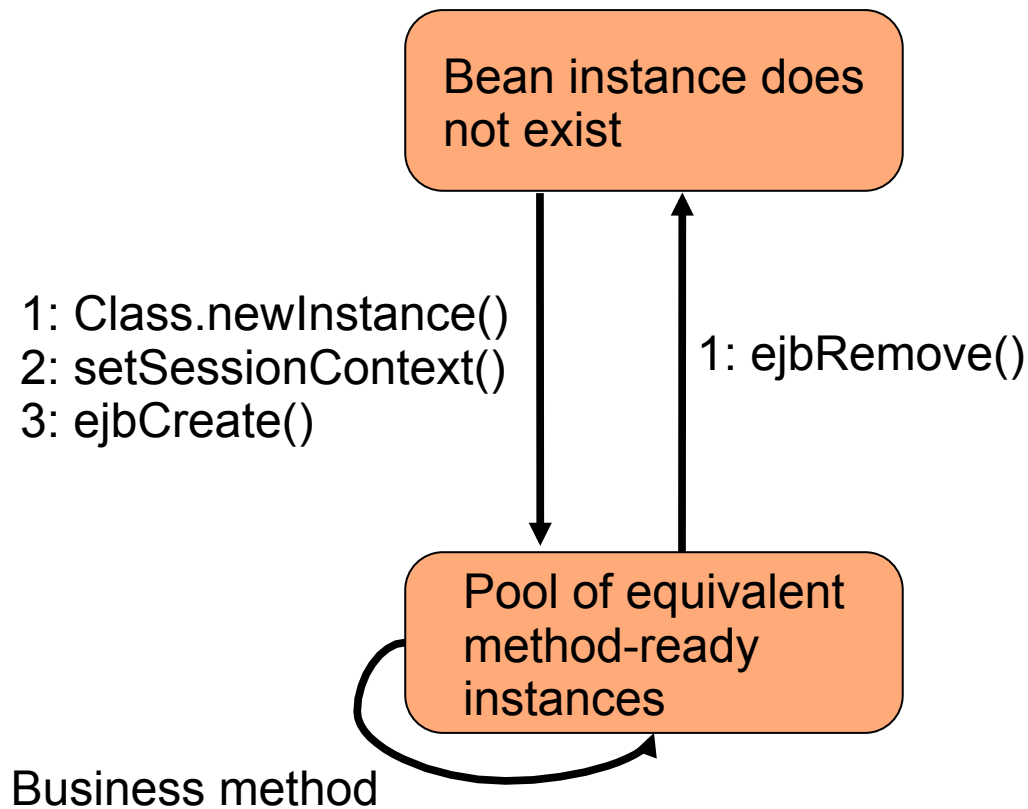 Bean instance does
not exist
1: Class.newInstance()
2: setSessionContext()
3: ejbCreate()
1: ejbRemove()
Pool of equivalent
method-ready
instances
Business method